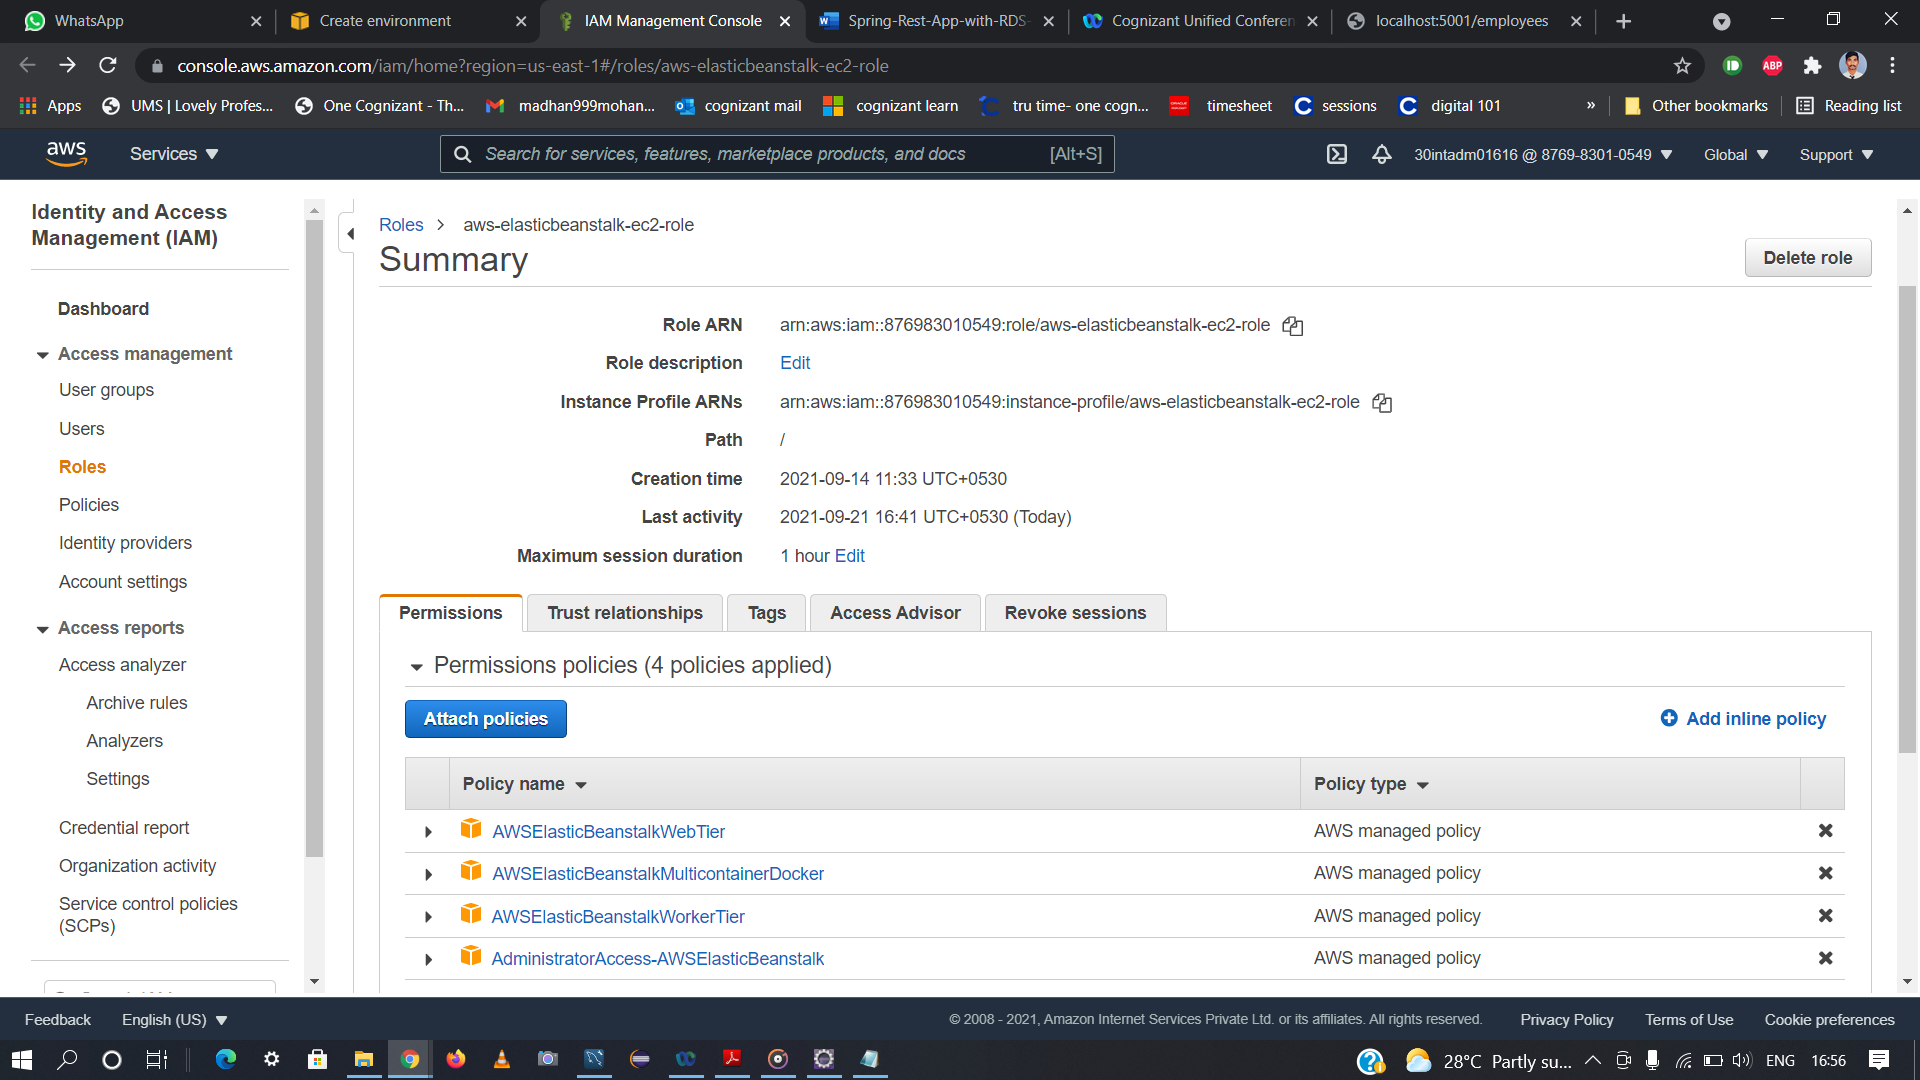 WhatsApp
Create environment
IAM Management Console
Spring-Rest-App-with-RDS-
Cognizant Unified Conferen
localhost:5001/employees
console.aws.amazon.com/iam/home?region=us-east-1#/roles/aws-elasticbeanstalk-ec2-role
ABP
Apps
UMS | Lovely Profes...
One Cognizant - Th...
madhan999mohan...
cognizant mail
cognizant learn
tru time- one cogn...
timesheet
sessions
digital 101
»
Other bookmarks
Reading list
aws
Services
Search for services, features, marketplace products, and docs
[Alt+S]
30intadm01616 @ 8769-8301-0549
Global
Support
Identity and Access
Management (IAM)
Dashboard
Access management
User groups
Users
Roles
Policies
Identity providers
Account settings
Access reports
Access analyzer
Archive rules
Analyzers
Settings
Credential report
Organization activity
Service control policies
(SCPs)
Roles > aws-elasticbeanstalk-ec2-role
Summary
Delete role
Role ARN arn:aws:iam::876983010549:role/aws-elasticbeanstalk-ec2-role
Role description Edit
Instance Profile ARNs arn:aws:iam::876983010549:instance-profile/aws-elasticbeanstalk-ec2-role
Path /
Creation time 2021-09-14 11:33 UTC+0530
Last activity 2021-09-21 16:41 UTC+0530 (Today)
Maximum session duration 1 hour Edit
Permissions
Trust relationships
Tags
Access Advisor
Revoke sessions
Permissions policies (4 policies applied)
Attach policies
Add inline policy
Policy name
Policy type
AWSElasticBeanstalkWebTier AWS managed policy
AWSElasticBeanstalkMulticontainerDocker AWS managed policy
AWSElasticBeanstalkWorkerTier AWS managed policy
AdministratorAccess-AWSElasticBeanstalk AWS managed policy
Feedback
English (US)
© 2008 - 2021, Amazon Internet Services Private Ltd. or its affiliates. All rights reserved.
Privacy Policy
Terms of Use
Cookie preferences
28°C Partly su...
ENG
16:56